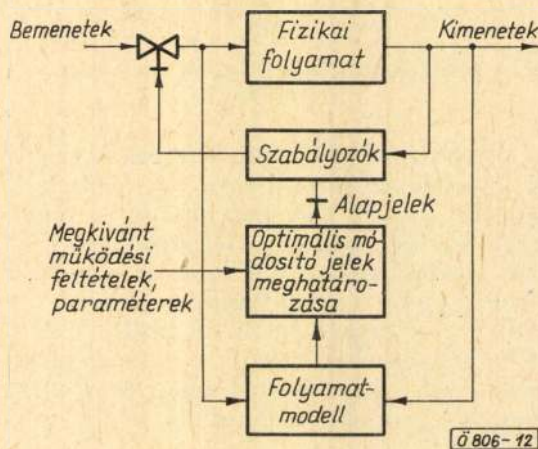 Bemenetek
Fizikai
folyamat
Kimenetek
Szabályozók
Alapjelek
Megkívánt
működési
feltételek,
paraméterek
Optimális mó-
dosító jelek
meghatáro-
zása
Folyamat-
modell
Ö 806-12